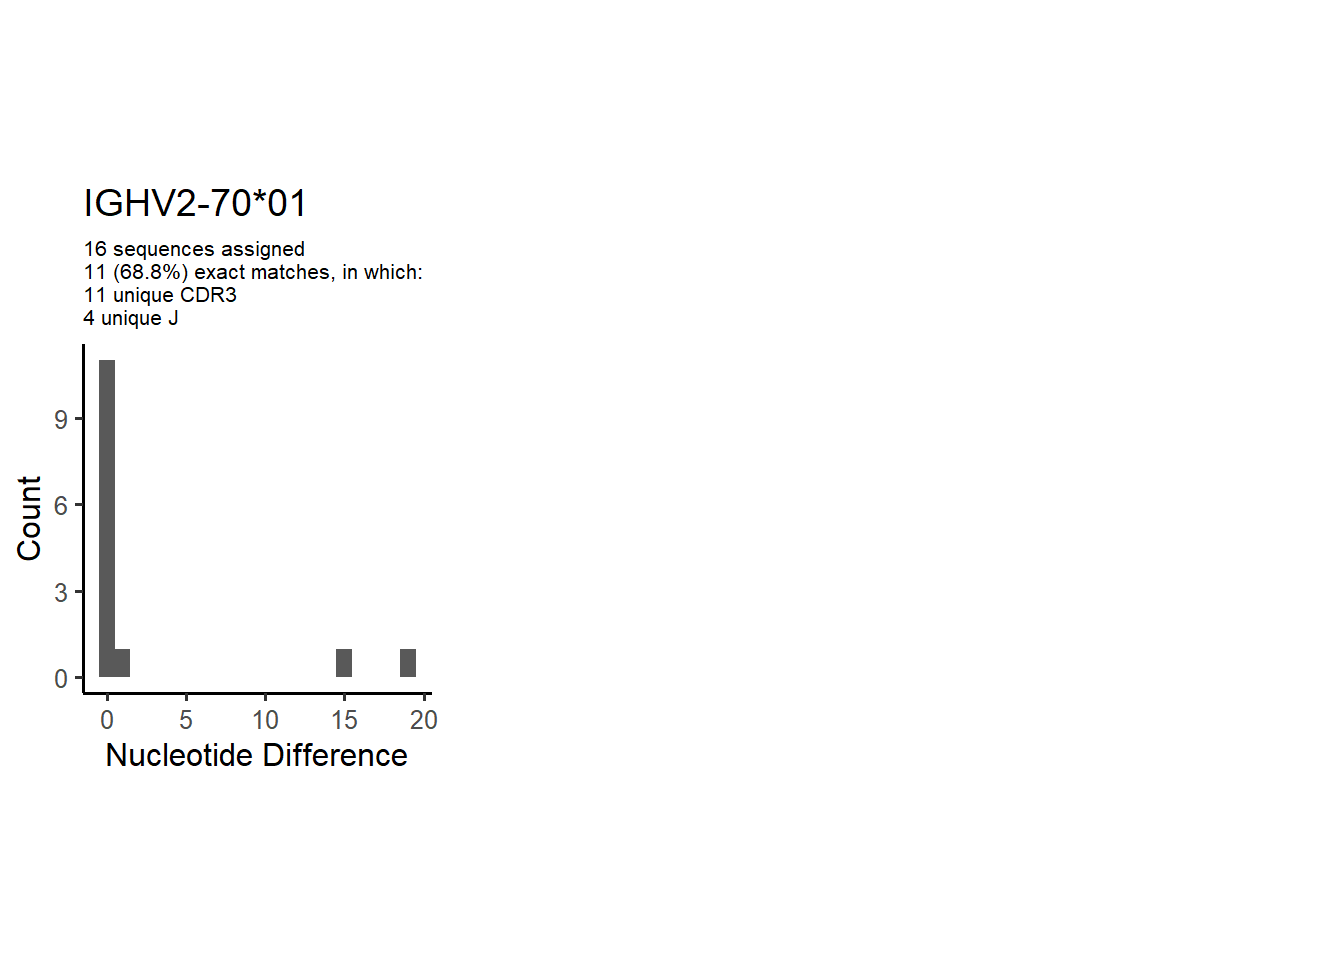 IGHV2-70*01
16 sequences assigned
11 (68.8%) exact matches, in which:
11 unique CDR3
4 unique J
9
6
3
0
Count
0 5 10 15 20
Nucleotide Difference